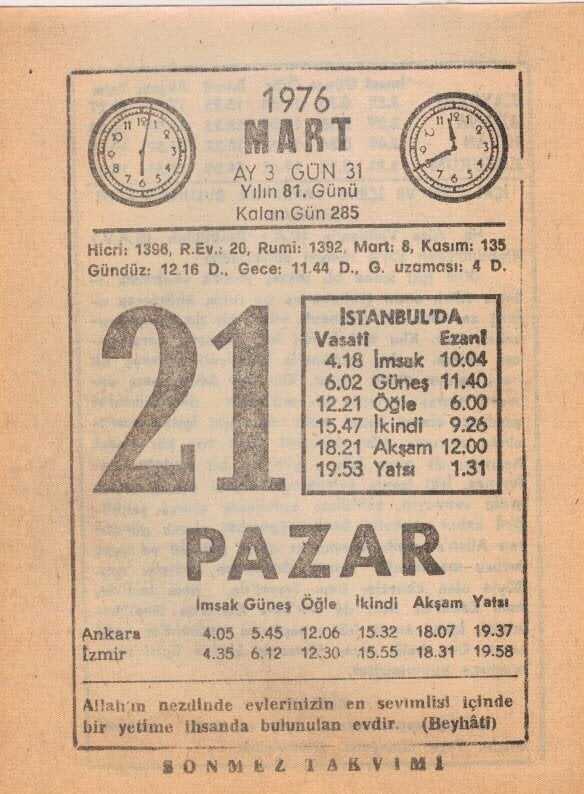 1976
MART
AY 3 GÜN 31
Yılın 81. Günü
Kalan Gün 285
Hicri: 1396, R.Ev.: 20, Rumi: 1392, Mart: 8, Kasım: 135
Gündüz: 12.16 D., Gece: 11.44 D., G. uzaması: 4 D.
21
İSTANBUL'DA
Vasatî Ezanî
4.18 İmsak 10.04
6.02 Güneş 11.40
12.21 Öğle 6.00
15.47 İkindi 9.26
18.21 Akşam 12.00
19.53 Yatsı 1.31
PAZAR
İmsak Güneş Öğle İkindi Akşam Yatsı
Ankara 4.05 5.45 12.06 15.32 18.07 19.37
İzmir 4.35 6.12 12.30 15.55 18.31 19.58
Allah'ın nezdinde evlerinizin en sevimlisi içinde
bir yetime ihsanda bulunulan evdir. (Beyhâtî)
SONMEZ TAKVİMİ